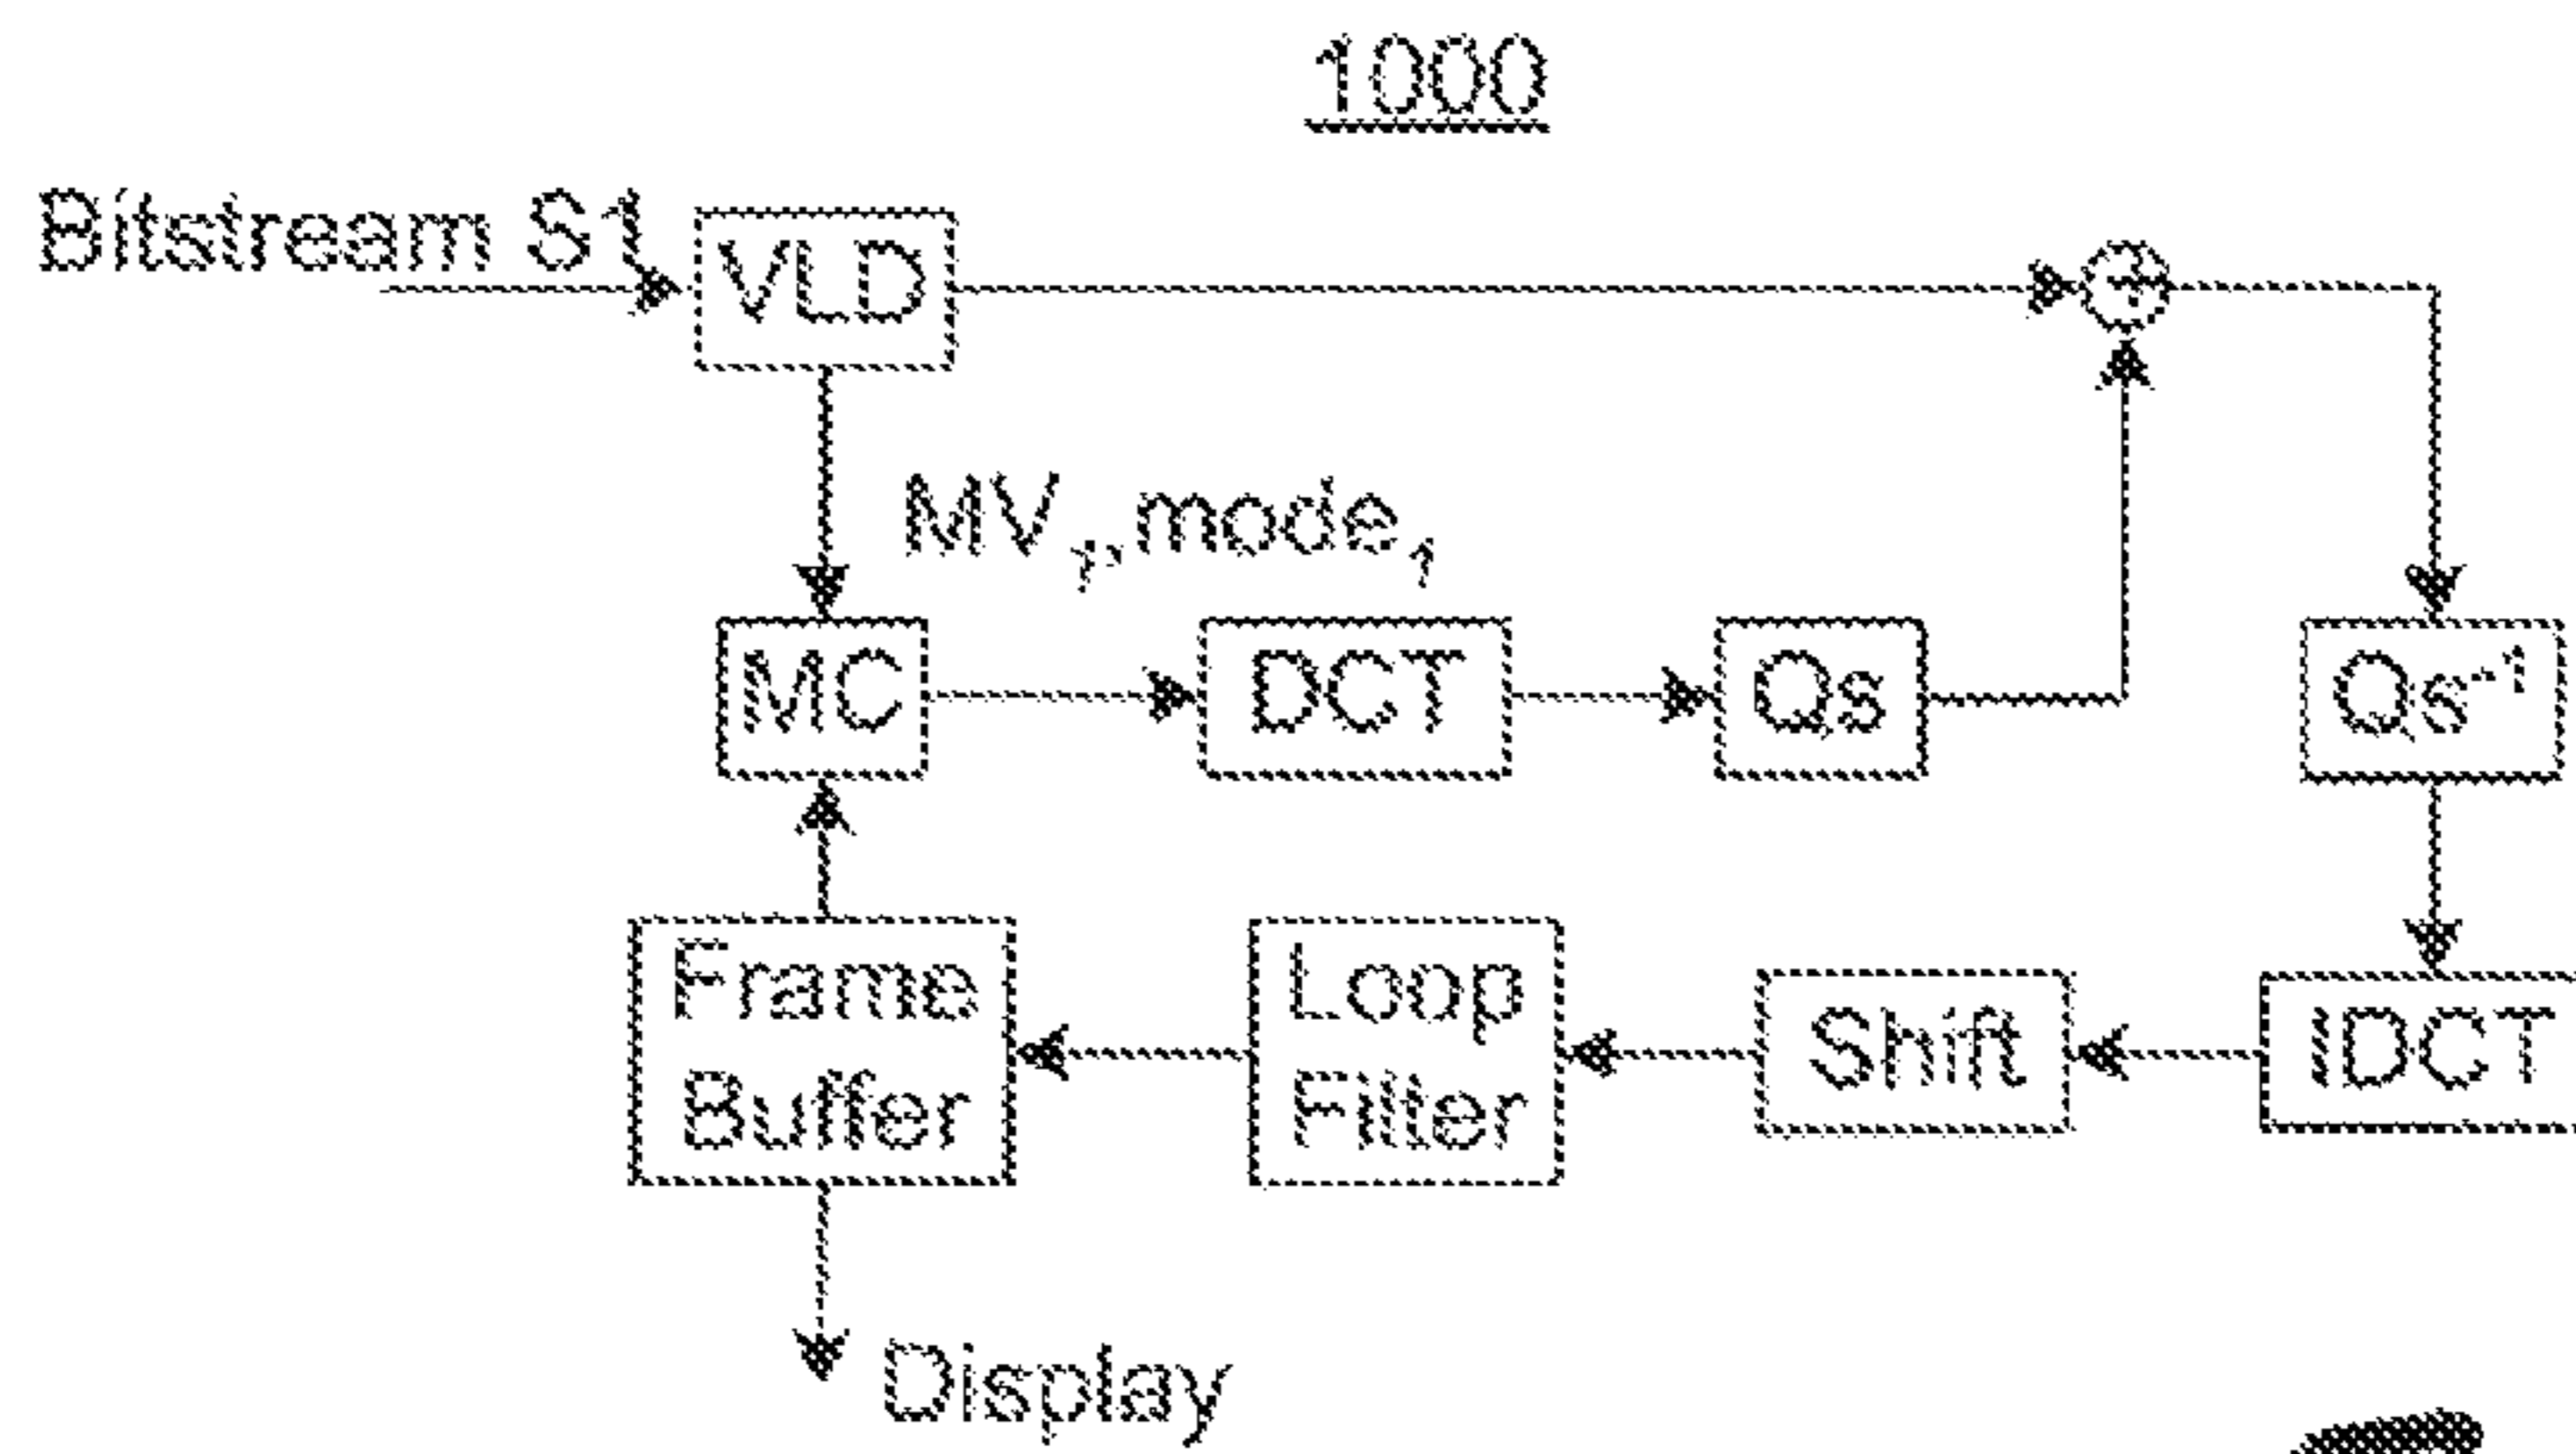 1000
Bitstream S1
VLD
+
MV₁,mode₁
MC
DCT
Qs
Qs⁻¹
Frame
Buffer
Loop
Filter
Shift
IDCT
Display